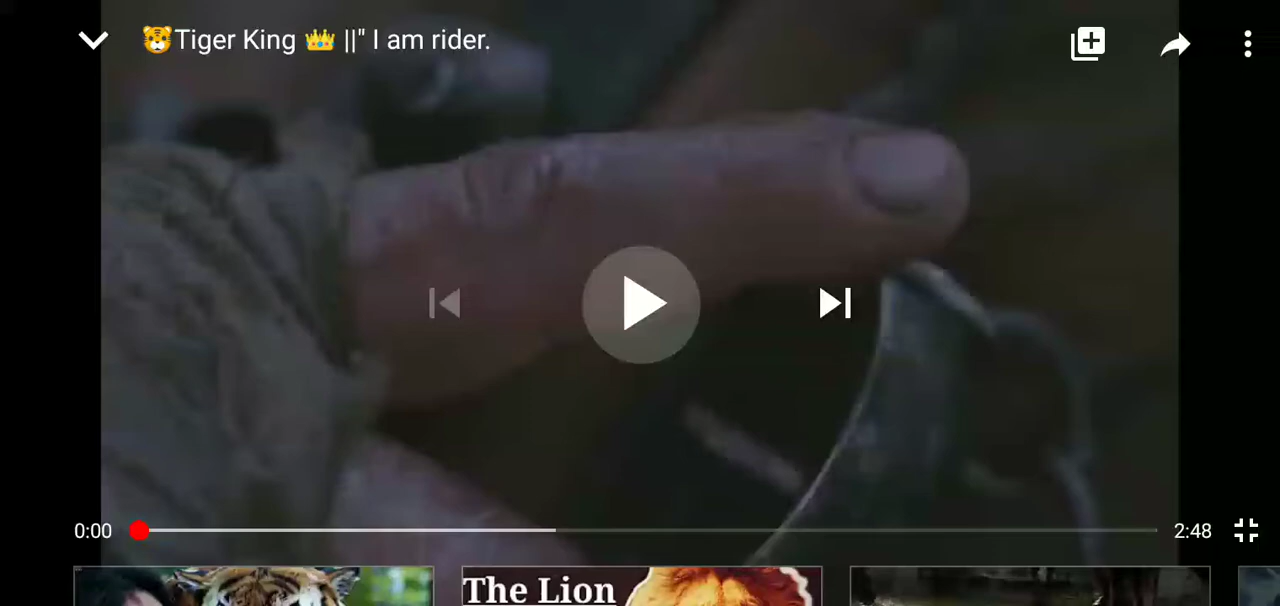 🐯Tiger King 👑 ||" I am rider.
0:00
2:48
The Lion